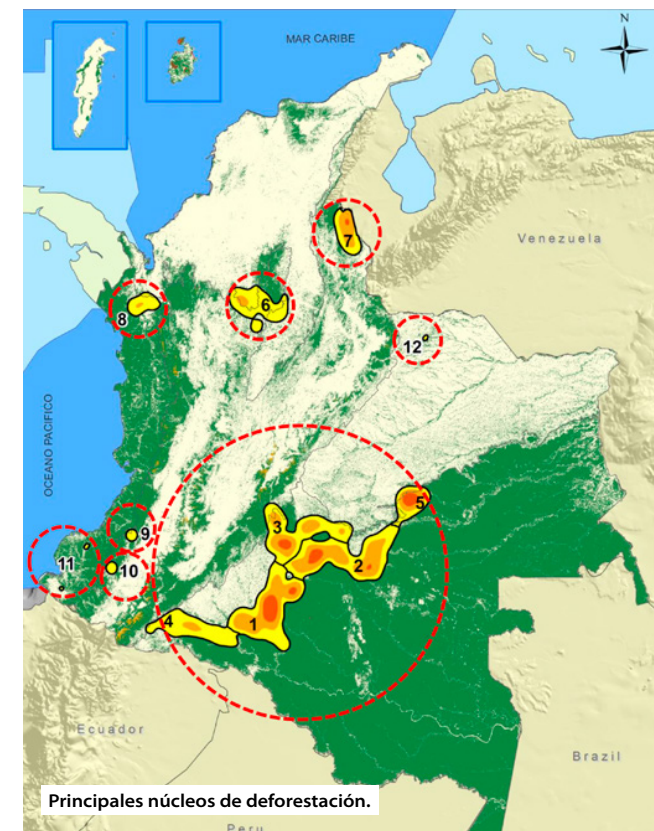 N
MAR CARIBE
7
Venezuela
6
8
12
OCEANO PACIFICO
5
3
9
11
10
2
4
1
Ecuador
Brazil
Principales núcleos de deforestación.
Peru